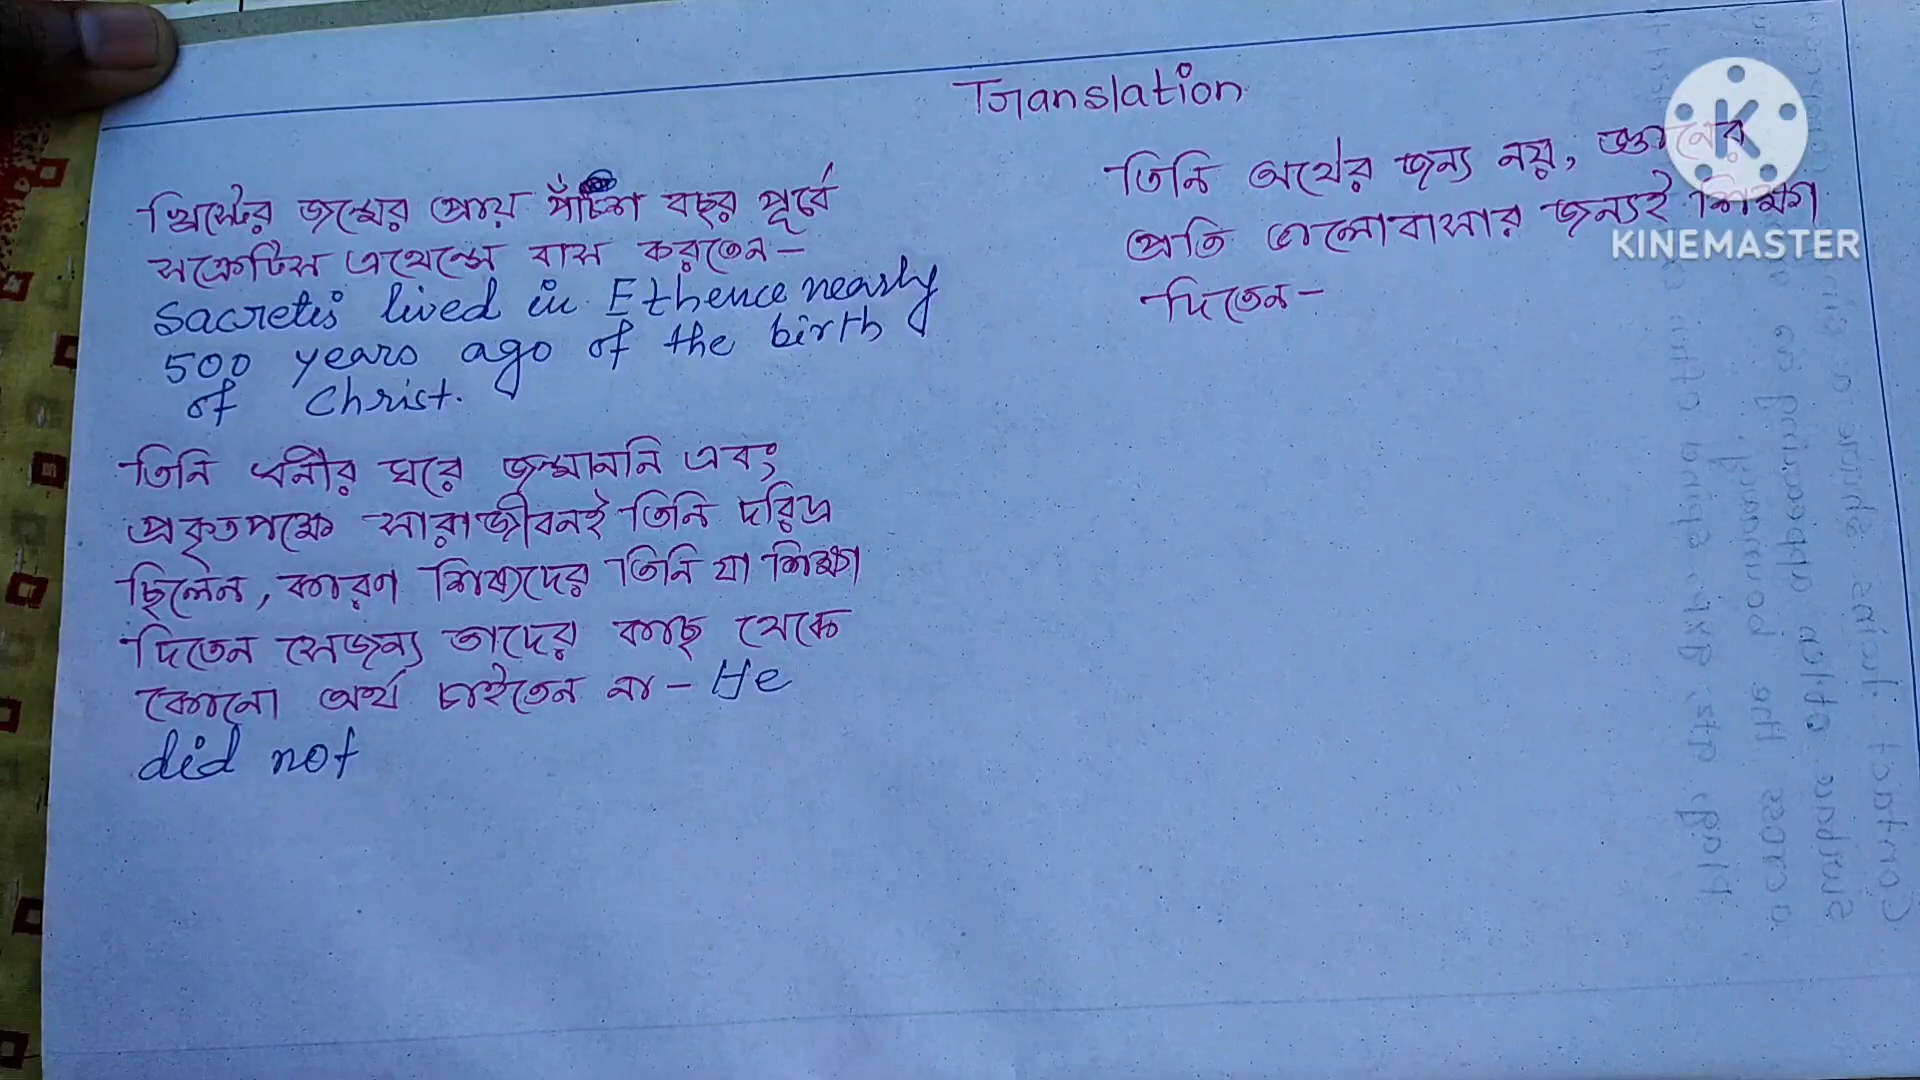 Translation
খ্রিস্টের জন্মের প্রায় পাঁচশ বছর পূর্বে
সক্রেটিস এথেন্সে বাস করতেন-
Sacretis lived in Ethence nearly
500 years ago of the birth
of Christ.
তিনি ধনীর ঘরে জন্মাননি এবং
প্রকৃতপক্ষে সারাজীবনই তিনি দরিদ্র
ছিলেন, কারণ শিষ্যদের তিনি যা শিক্ষা
দিতেন সেজন্য তাদের কাছ থেকে
কোনো অর্থ চাইতেন না- He
did not
তিনি অর্থের জন্য নয়, জ্ঞানের
প্রতি ভালোবাসার জন্যই শিক্ষা
দিতেন-
K
KINEMASTER